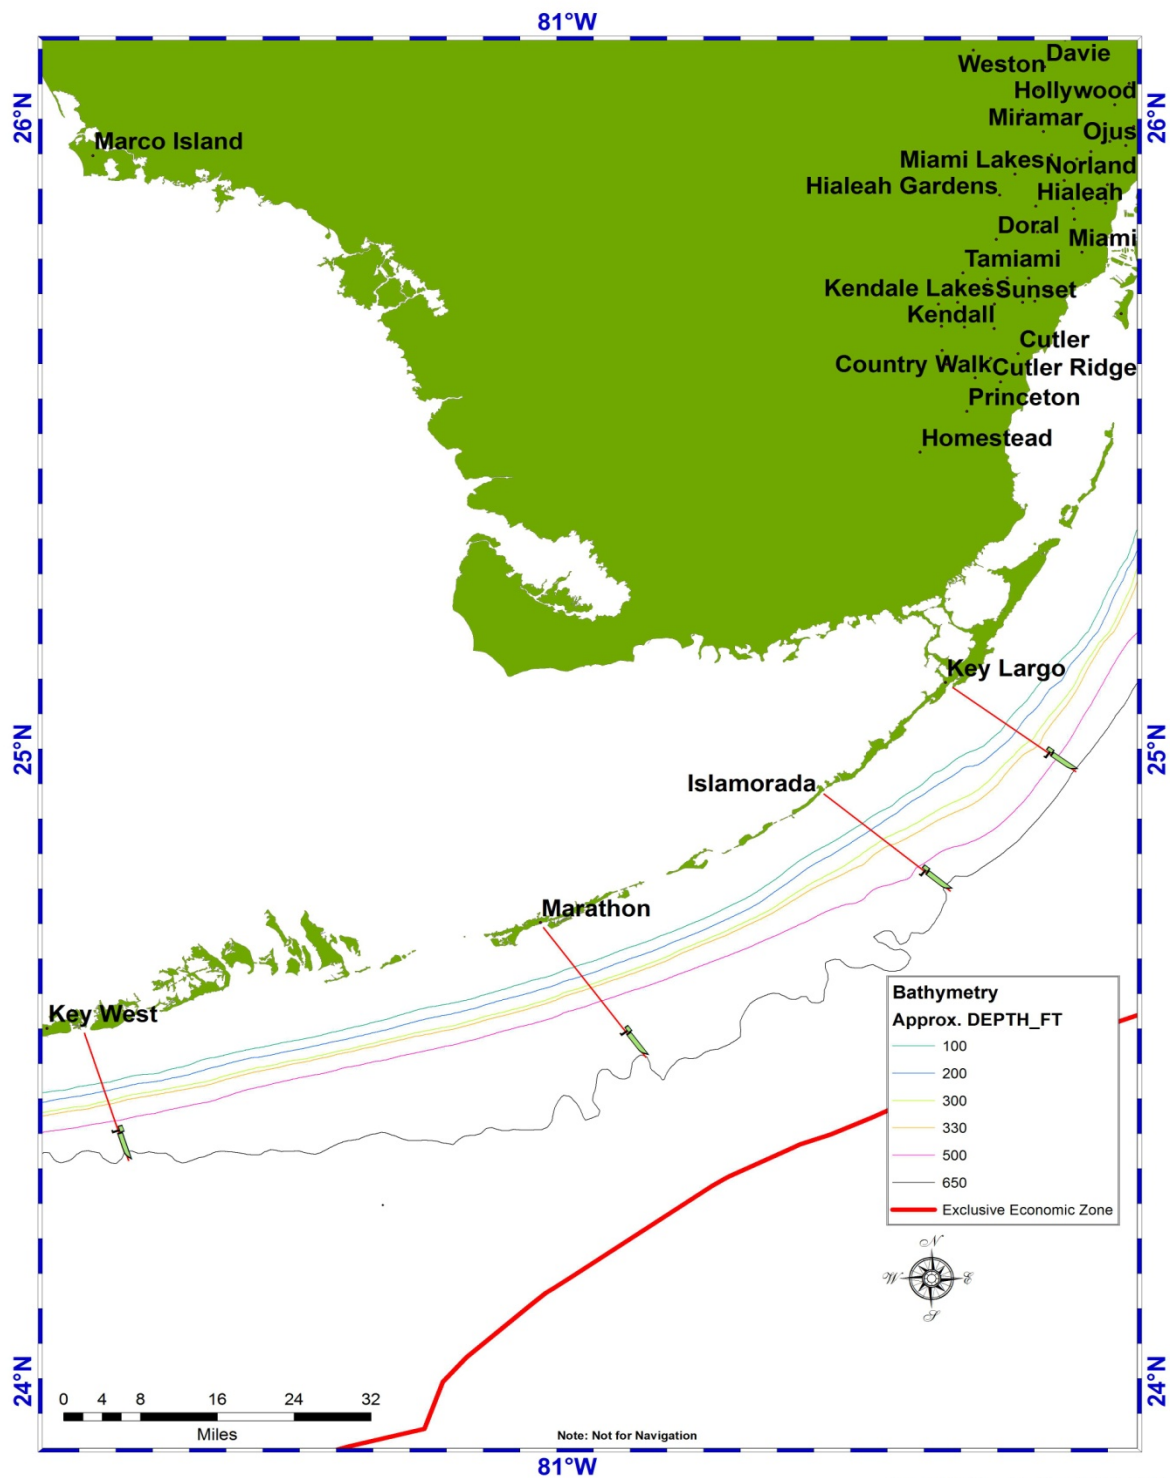 81°W
Davie
Weston
Hollywood
26°N
Miramar
26°N
Ojus
Marco Island
Miami Lakes
Norland
Hialeah Gardens
Hialeah
Doral
Miami
Tamiami
Kendale Lakes
Sunset
Kendall
Cutler
Country Walk
Cutler Ridge
Princeton
Homestead
Key Largo
25°N
25°N
Islamorada
Marathon
Key West
Bathymetry
Approx. DEPTH_FT
100
200
300
330
500
650
Exclusive Economic Zone
N
W E
S
24°N
24°N
0 4 8 16 24 32
Miles
Note: Not for Navigation
81°W